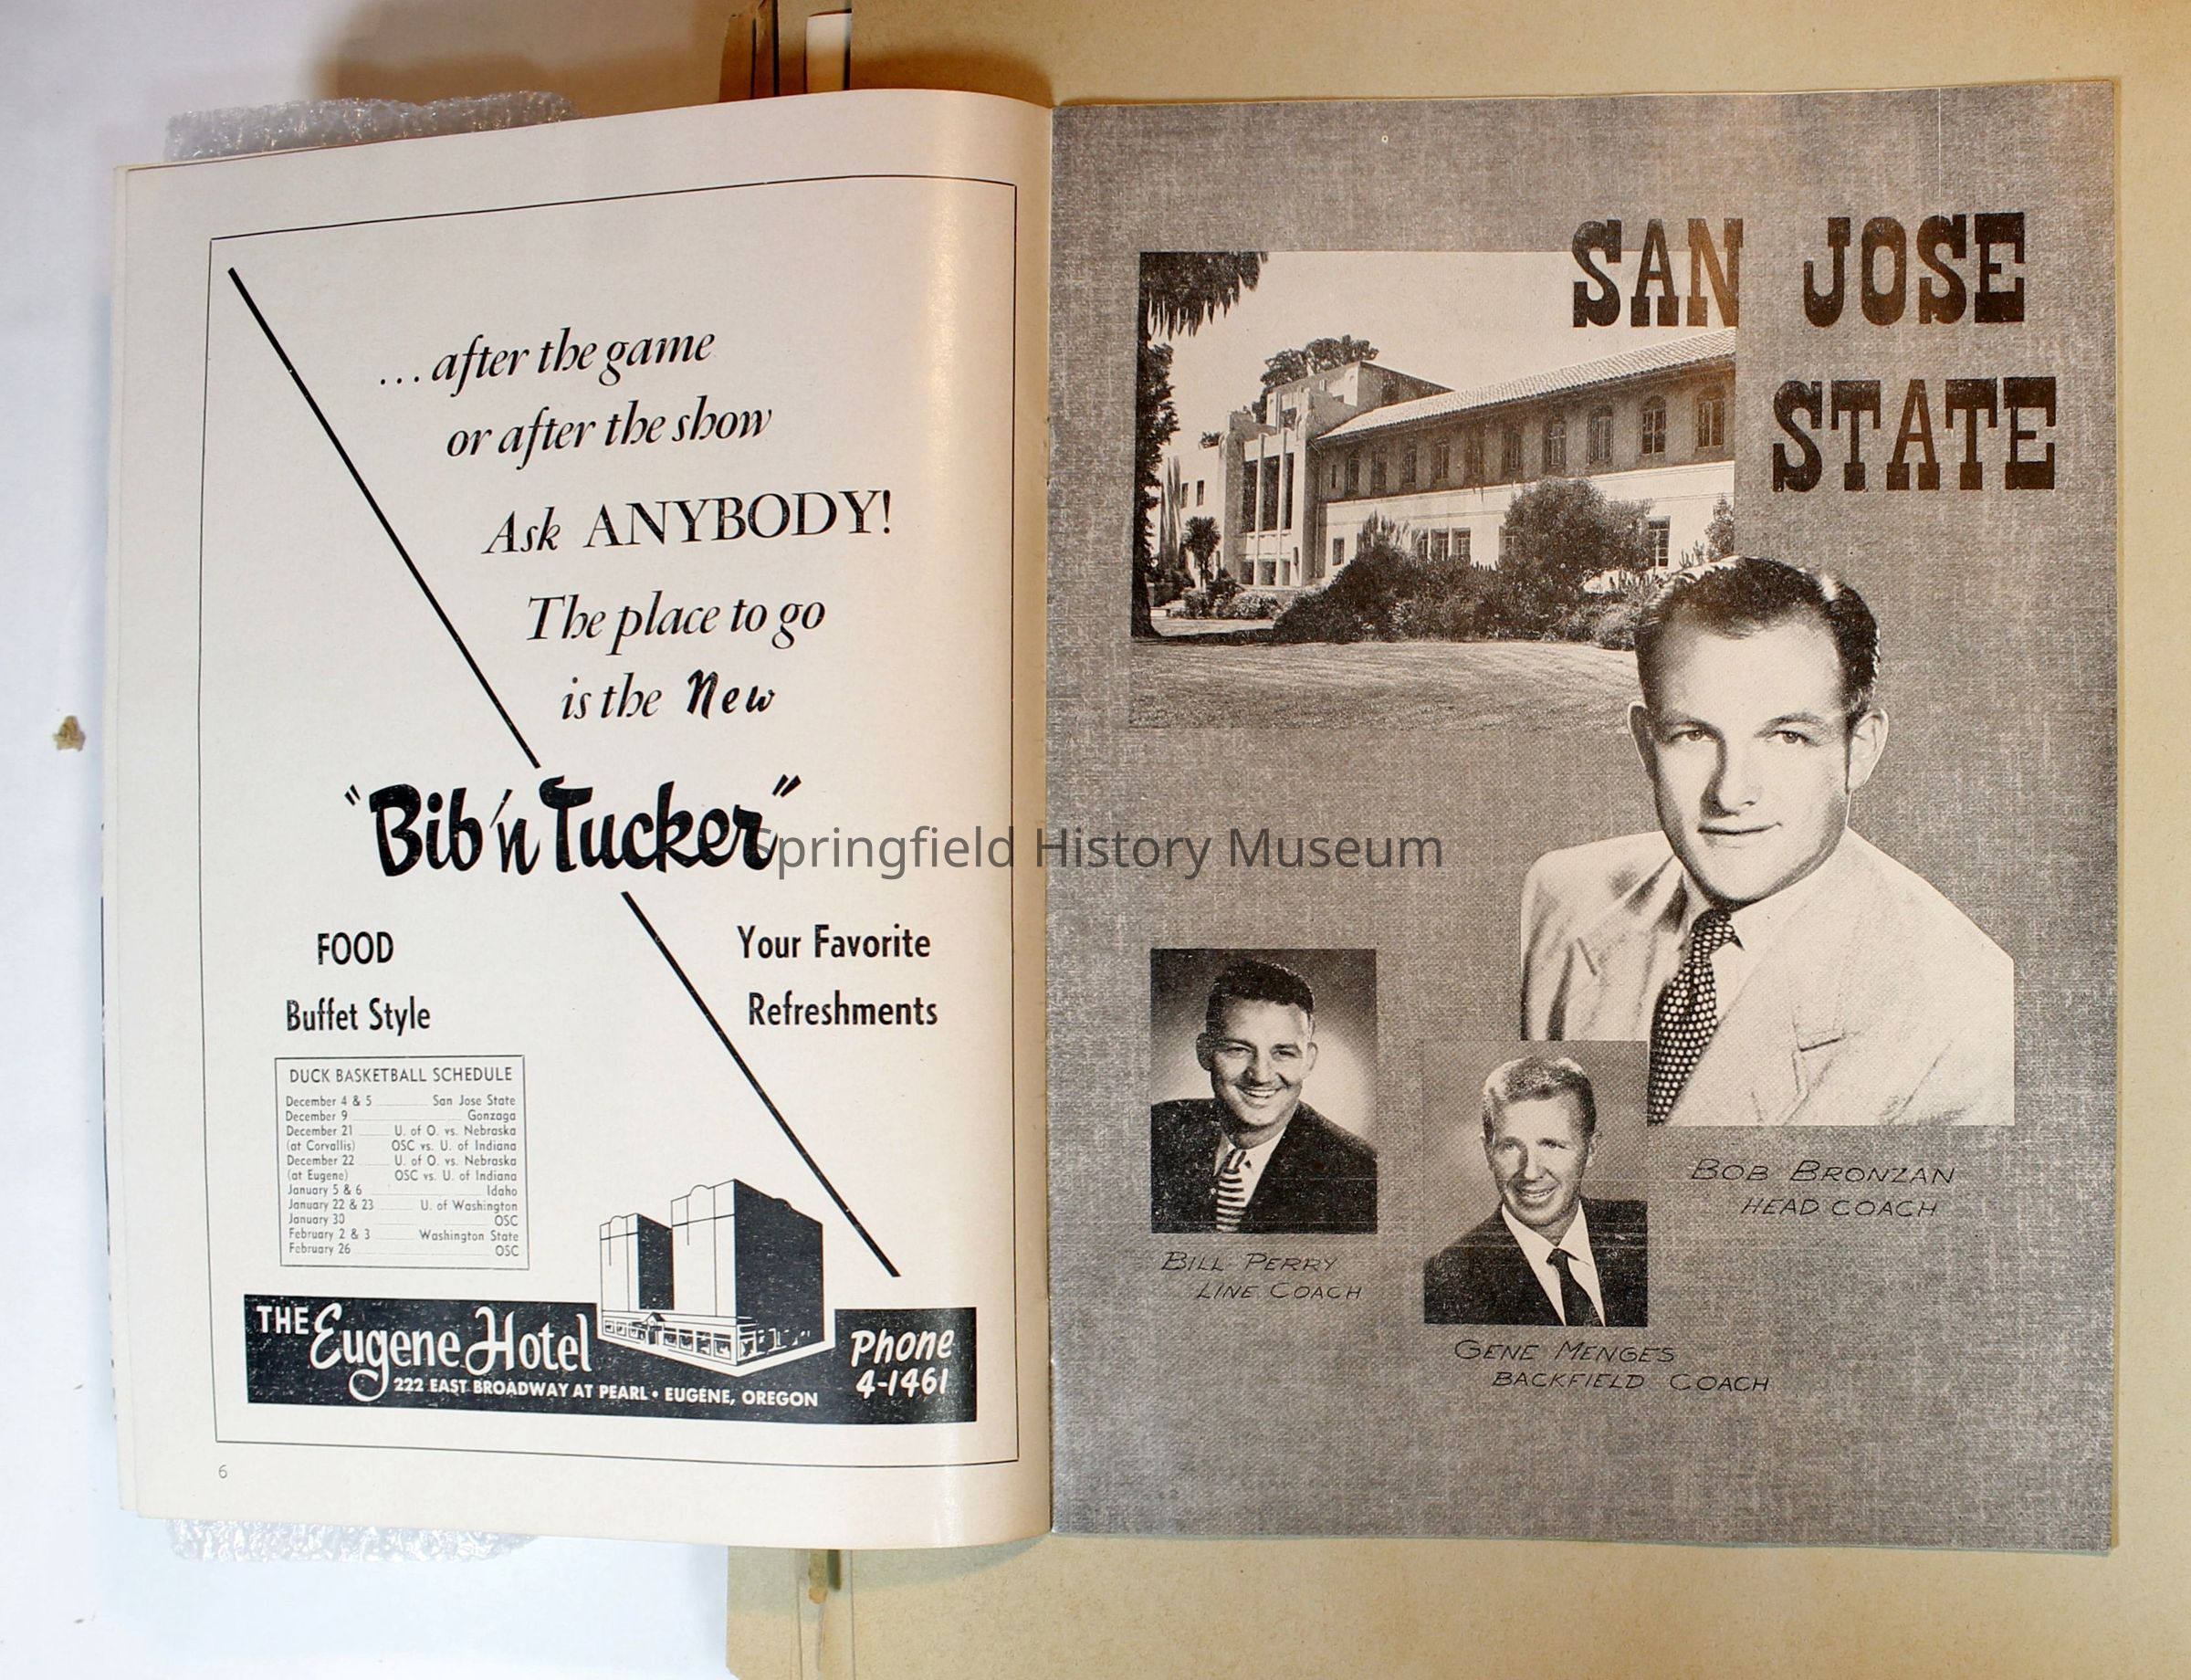 ...after the game
or after the show
Ask ANYBODY!
The place to go
is the New
"Bib 'n Tucker"
FOOD
Buffet Style
Your Favorite
Refreshments
DUCK BASKETBALL SCHEDULE
December 4 & 5 San Jose State
December 9 Gonzaga
December 21 U. of O. vs. Nebraska
(at Corvallis) OSC vs. U. of Indiana
December 22 U. of O. vs. Nebraska
(at Eugene) OSC vs. U. of Indiana
January 5 & 6 Idaho
January 22 & 23 U. of Washington
January 30 OSC
February 2 & 3 Washington State
February 26 OSC
THE Eugene Hotel
222 EAST BROADWAY AT PEARL • EUGENE, OREGON
Phone
4-1461
6
SAN JOSE
STATE
BOB BRONZAN
HEAD COACH
BILL PERRY
LINE COACH
GENE MENGES
BACKFIELD COACH
Springfield History Museum